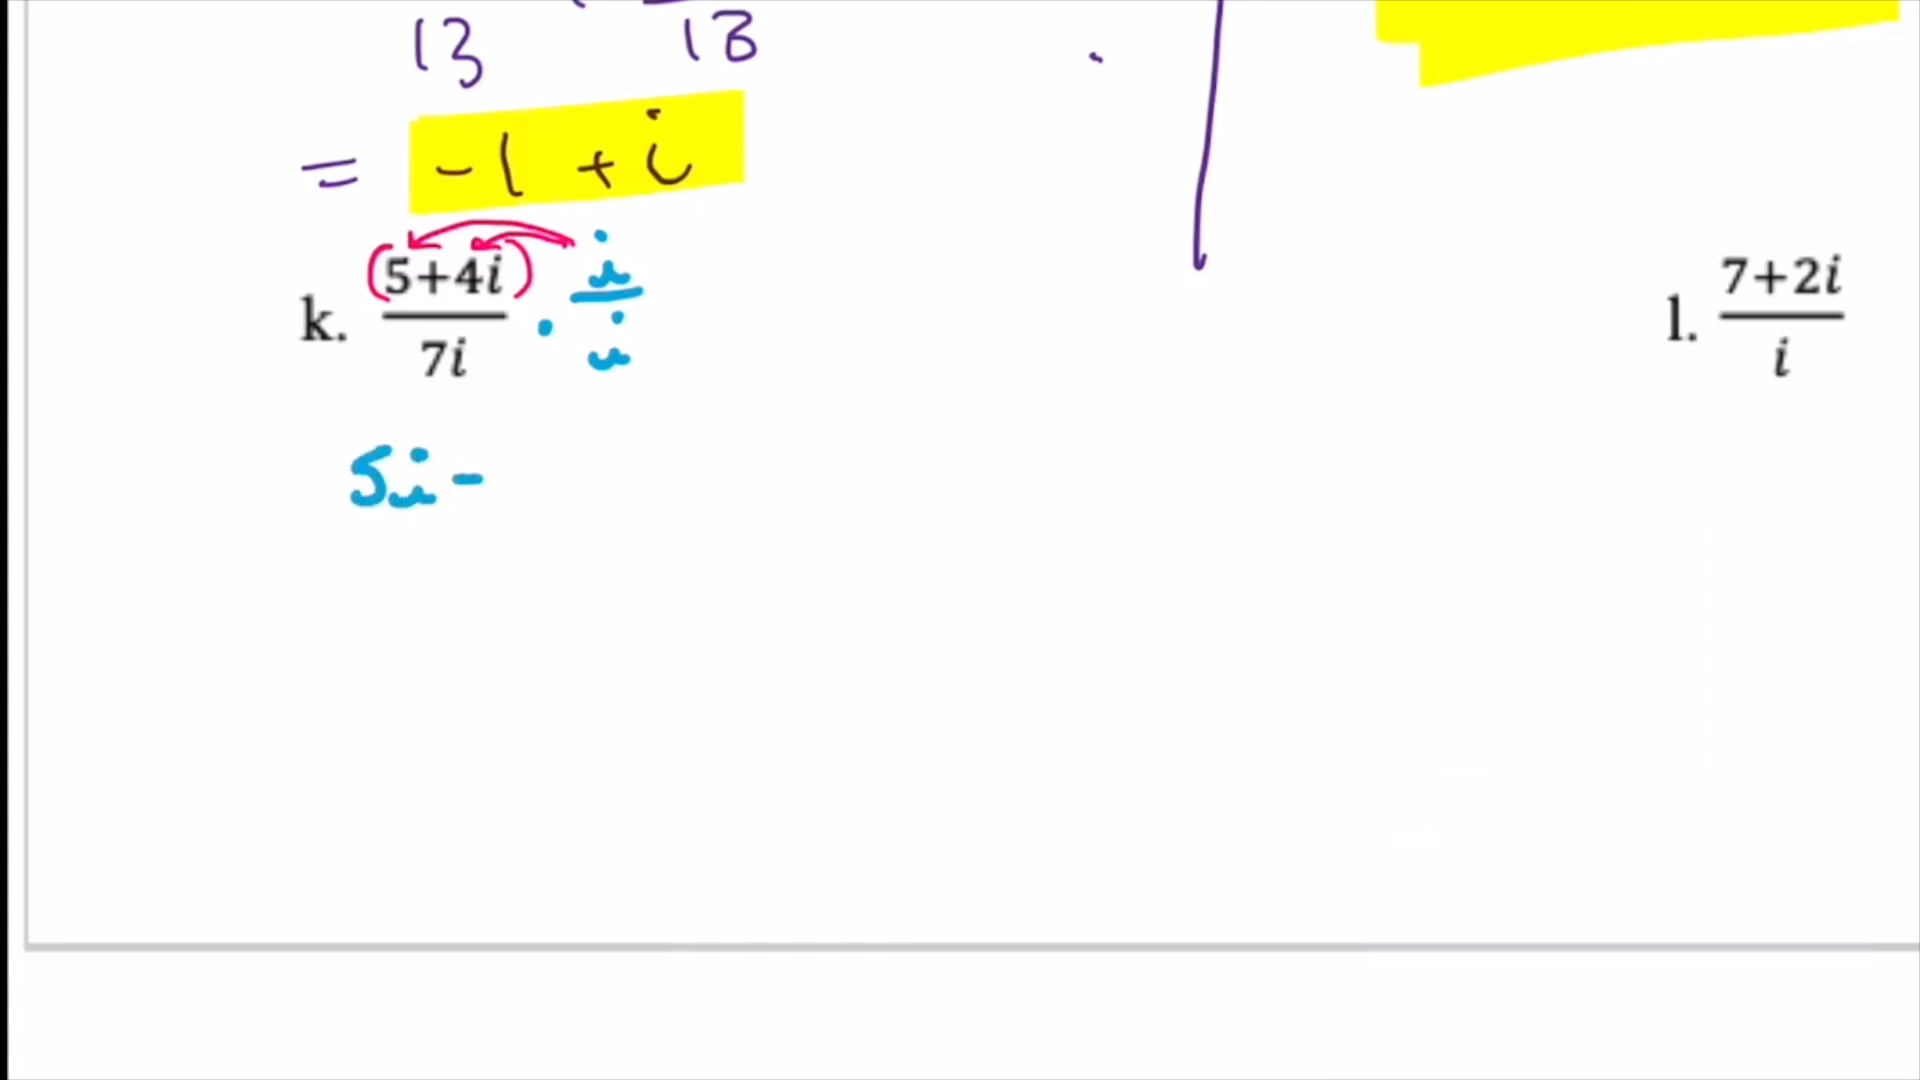 13 13
= -1 + i
k. (5+4i)/7i · i/i
l. 7+2i/i
5i -